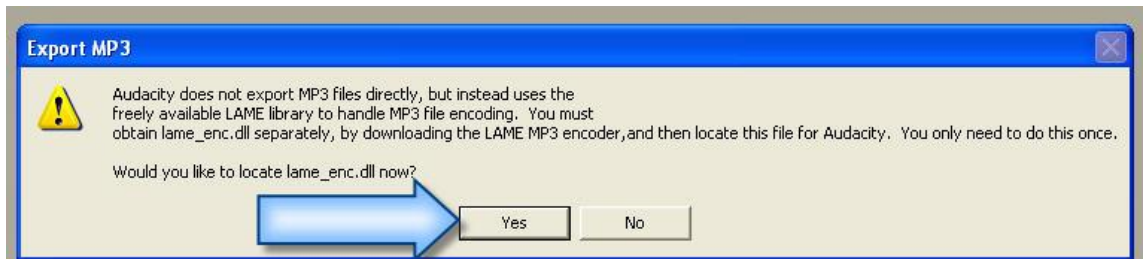 Export MP3
Audacity does not export MP3 files directly, but instead uses the
freely available LAME library to handle MP3 file encoding.  You must
obtain lame_enc.dll separately, by downloading the LAME MP3 encoder,and then locate this file for Audacity.  You only need to do this once.
Would you like to locate lame_enc.dll now?
Yes No